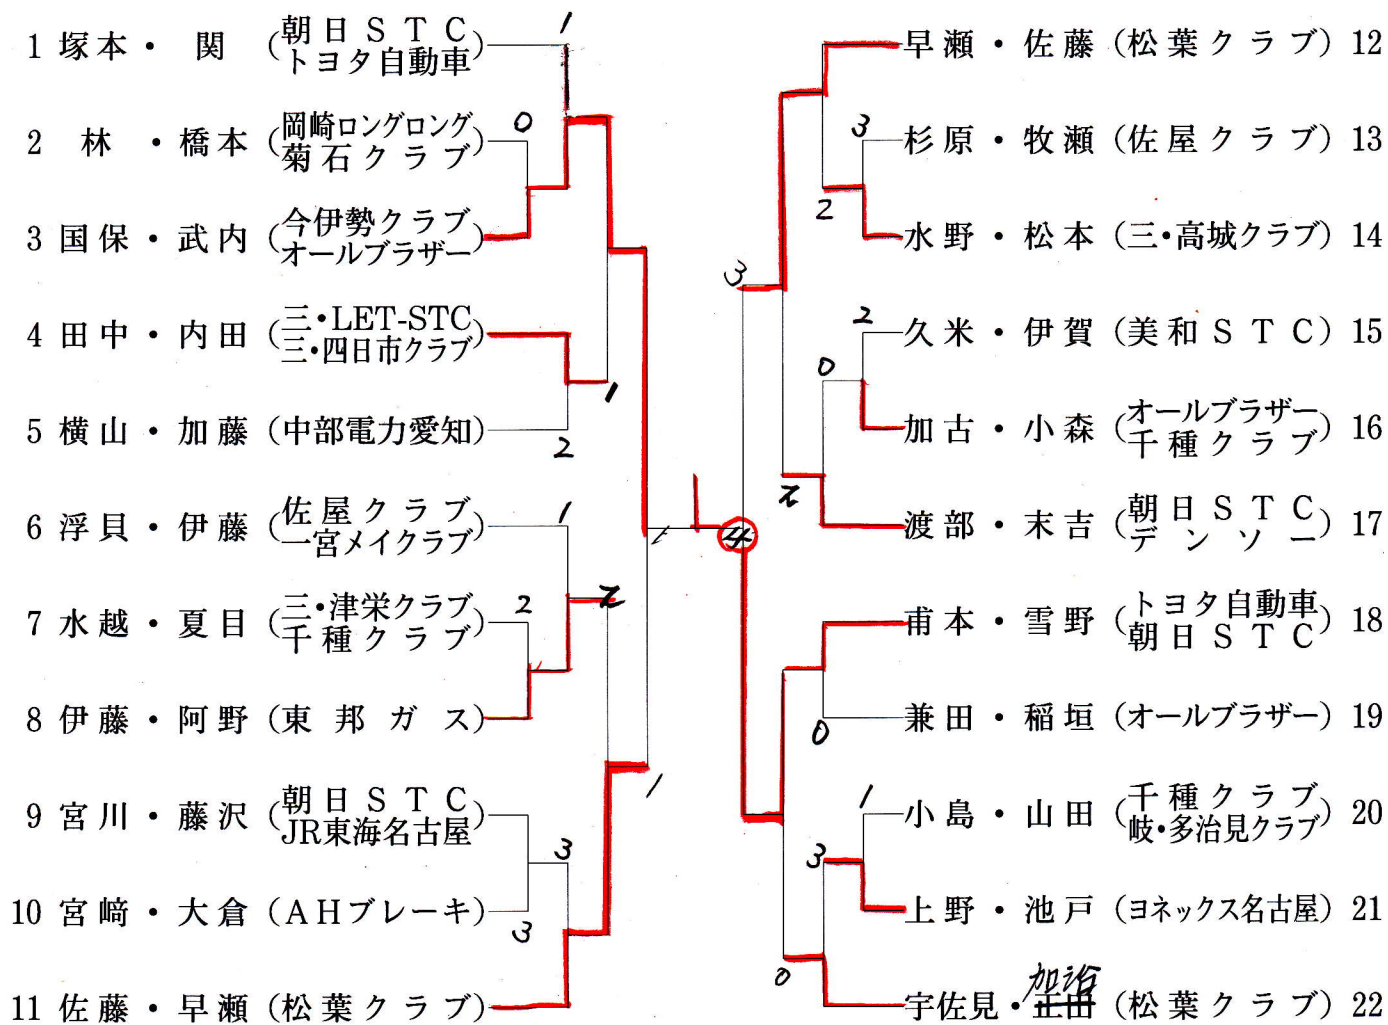 1 塚本・ 関 (朝日STC
トヨタ自動車)
1
2 林 ・橋本 (岡崎ロングロング
菊石クラブ)
0
3 国保・武内 (今伊勢クラブ
オールブラザー)
4 田中・内田 (三・LET-STC
三・四日市クラブ)
1
5 横山・加藤 (中部電力愛知)
2
6 浮貝・伊藤 (佐屋クラブ
一宮メイクラブ)
1
2
7 水越・夏目 (三・津栄クラブ
千種クラブ)
2
8 伊藤・阿野 (東邦ガス)
1
9 宮川・藤沢 (朝日STC
JR東海名古屋)
3
10 宮﨑・大倉 (AHブレーキ)
3
11 佐藤・早瀬 (松葉クラブ)
1
4
早瀬・佐藤 (松葉クラブ) 12
3
杉原・牧瀬 (佐屋クラブ) 13
2
水野・松本 (三・高城クラブ) 14
3
2
久米・伊賀 (美和STC) 15
0
加古・小森 (オールブラザー
千種クラブ) 16
2
渡部・末吉 (朝日STC
デンソー) 17
甫本・雪野 (トヨタ自動車
朝日STC) 18
0
兼田・稲垣 (オールブラザー) 19
1
小島・山田 (千種クラブ
岐・多治見クラブ) 20
3
上野・池戸 (ヨネックス名古屋) 21
0
宇佐見・正田 (松葉クラブ) 22